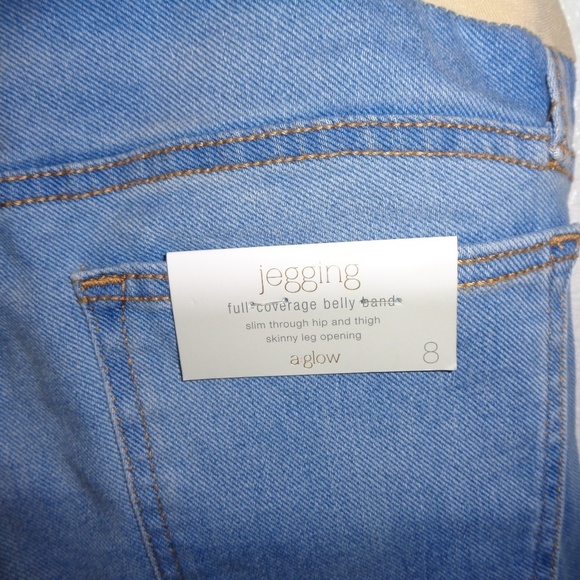 jegging
full-coverage belly band
slim through hip and thigh
skinny leg opening
a glow
8